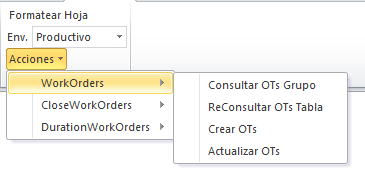 Formatear Hoja
Env. Productivo
Acciones
WorkOrders
CloseWorkOrders
DurationWorkOrders
Consultar OTs Grupo
ReConsultar OTs Tabla
Crear OTs
Actualizar OTs